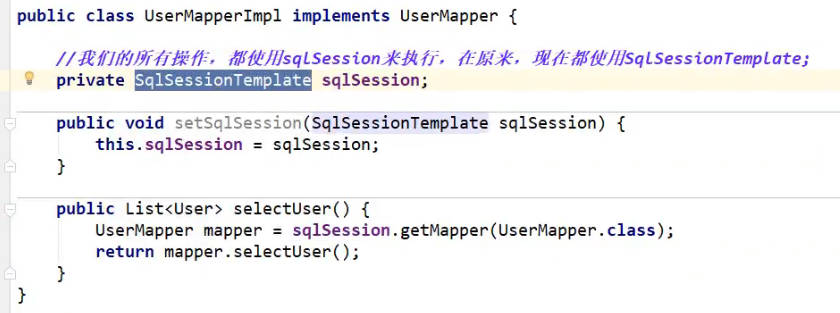 public class UserMapperImpl implements UserMapper {
//我们的所有操作，都使用sqlSession来执行，在原来，现在都使用SqlSessionTemplate;
private SqlSessionTemplate sqlSession;
public void setSqlSession(SqlSessionTemplate sqlSession) {
this.sqlSession = sqlSession;
}
public List<User> selectUser() {
UserMapper mapper = sqlSession.getMapper(UserMapper.class);
return mapper.selectUser();
}
}